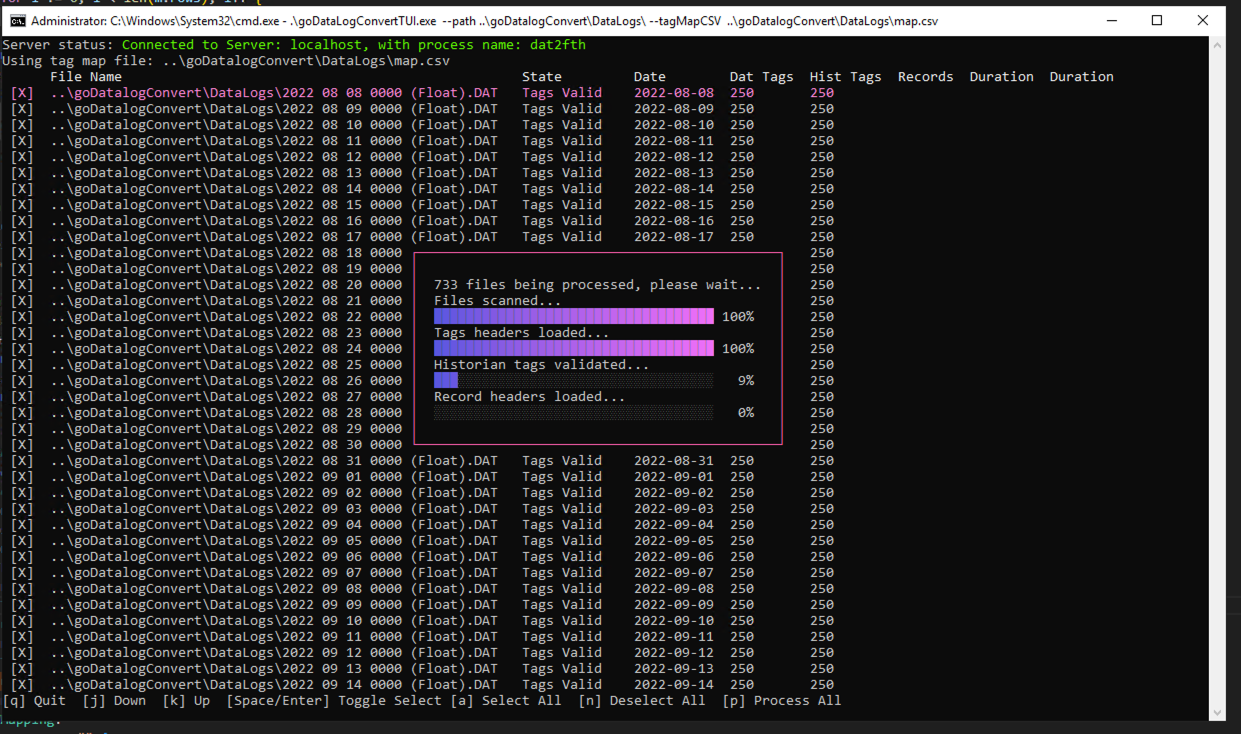 for i := 0; i < len(m.rows); i++ {
Administrator: C:\Windows\System32\cmd.exe - .\goDataLogConvertTUI.exe --path ..\goDatalogConvert\DataLogs\ --tagMapCSV ..\goDatalogConvert\DataLogs\map.csv
Server status: Connected to Server: localhost, with process name: dat2fth
Using tag map file: ..\goDatalogConvert\DataLogs\map.csv
File Name State Date Dat Tags Hist Tags Records Duration Duration
[X] ..\goDatalogConvert\DataLogs\2022 08 08 0000 (Float).DAT Tags Valid 2022-08-08 250 250
[X] ..\goDatalogConvert\DataLogs\2022 08 09 0000 (Float).DAT Tags Valid 2022-08-09 250 250
[X] ..\goDatalogConvert\DataLogs\2022 08 10 0000 (Float).DAT Tags Valid 2022-08-10 250 250
[X] ..\goDatalogConvert\DataLogs\2022 08 11 0000 (Float).DAT Tags Valid 2022-08-11 250 250
[X] ..\goDatalogConvert\DataLogs\2022 08 12 0000 (Float).DAT Tags Valid 2022-08-12 250 250
[X] ..\goDatalogConvert\DataLogs\2022 08 13 0000 (Float).DAT Tags Valid 2022-08-13 250 250
[X] ..\goDatalogConvert\DataLogs\2022 08 14 0000 (Float).DAT Tags Valid 2022-08-14 250 250
[X] ..\goDatalogConvert\DataLogs\2022 08 15 0000 (Float).DAT Tags Valid 2022-08-15 250 250
[X] ..\goDatalogConvert\DataLogs\2022 08 16 0000 (Float).DAT Tags Valid 2022-08-16 250 250
[X] ..\goDatalogConvert\DataLogs\2022 08 17 0000 (Float).DAT Tags Valid 2022-08-17 250 250
[X] ..\goDatalogConvert\DataLogs\2022 08 18 0000 250
[X] ..\goDatalogConvert\DataLogs\2022 08 19 0000 250
[X] ..\goDatalogConvert\DataLogs\2022 08 20 0000 733 files being processed, please wait... 250
[X] ..\goDatalogConvert\DataLogs\2022 08 21 0000 Files scanned... 250
[X] ..\goDatalogConvert\DataLogs\2022 08 22 0000 100% 250
[X] ..\goDatalogConvert\DataLogs\2022 08 23 0000 Tags headers loaded... 250
[X] ..\goDatalogConvert\DataLogs\2022 08 24 0000 100% 250
[X] ..\goDatalogConvert\DataLogs\2022 08 25 0000 Historian tags validated... 250
[X] ..\goDatalogConvert\DataLogs\2022 08 26 0000 9% 250
[X] ..\goDatalogConvert\DataLogs\2022 08 27 0000 Record headers loaded... 250
[X] ..\goDatalogConvert\DataLogs\2022 08 28 0000 0% 250
[X] ..\goDatalogConvert\DataLogs\2022 08 29 0000 250
[X] ..\goDatalogConvert\DataLogs\2022 08 30 0000 250
[X] ..\goDatalogConvert\DataLogs\2022 08 31 0000 (Float).DAT Tags Valid 2022-08-31 250 250
[X] ..\goDatalogConvert\DataLogs\2022 09 01 0000 (Float).DAT Tags Valid 2022-09-01 250 250
[X] ..\goDatalogConvert\DataLogs\2022 09 02 0000 (Float).DAT Tags Valid 2022-09-02 250 250
[X] ..\goDatalogConvert\DataLogs\2022 09 03 0000 (Float).DAT Tags Valid 2022-09-03 250 250
[X] ..\goDatalogConvert\DataLogs\2022 09 04 0000 (Float).DAT Tags Valid 2022-09-04 250 250
[X] ..\goDatalogConvert\DataLogs\2022 09 05 0000 (Float).DAT Tags Valid 2022-09-05 250 250
[X] ..\goDatalogConvert\DataLogs\2022 09 06 0000 (Float).DAT Tags Valid 2022-09-06 250 250
[X] ..\goDatalogConvert\DataLogs\2022 09 07 0000 (Float).DAT Tags Valid 2022-09-07 250 250
[X] ..\goDatalogConvert\DataLogs\2022 09 08 0000 (Float).DAT Tags Valid 2022-09-08 250 250
[X] ..\goDatalogConvert\DataLogs\2022 09 09 0000 (Float).DAT Tags Valid 2022-09-09 250 250
[X] ..\goDatalogConvert\DataLogs\2022 09 10 0000 (Float).DAT Tags Valid 2022-09-10 250 250
[X] ..\goDatalogConvert\DataLogs\2022 09 11 0000 (Float).DAT Tags Valid 2022-09-11 250 250
[X] ..\goDatalogConvert\DataLogs\2022 09 12 0000 (Float).DAT Tags Valid 2022-09-12 250 250
[X] ..\goDatalogConvert\DataLogs\2022 09 13 0000 (Float).DAT Tags Valid 2022-09-13 250 250
[X] ..\goDatalogConvert\DataLogs\2022 09 14 0000 (Float).DAT Tags Valid 2022-09-14 250 250
[q] Quit [j] Down [k] Up [Space/Enter] Toggle Select [a] Select All [n] Deselect All [p] Process All
Mapping: